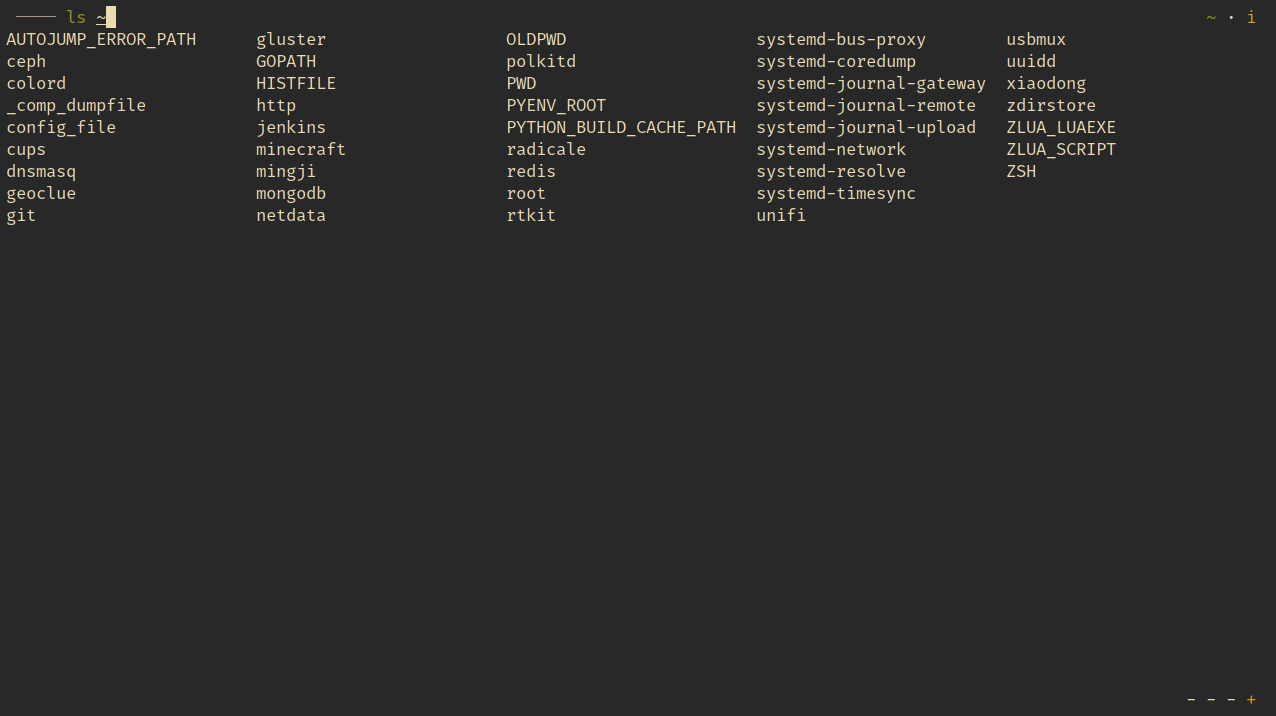 ──── ls ~ ~ · i
AUTOJUMP_ERROR_PATH gluster OLDPWD systemd-bus-proxy usbmux
ceph GOPATH polkitd systemd-coredump uuidd
colord HISTFILE PWD systemd-journal-gateway xiaodong
_comp_dumpfile http PYENV_ROOT systemd-journal-remote zdirstore
config_file jenkins PYTHON_BUILD_CACHE_PATH systemd-journal-upload ZLUA_LUAEXE
cups minecraft radicale systemd-network ZLUA_SCRIPT
dnsmasq mingji redis systemd-resolve ZSH
geoclue mongodb root systemd-timesync
git netdata rtkit unifi
- - - +